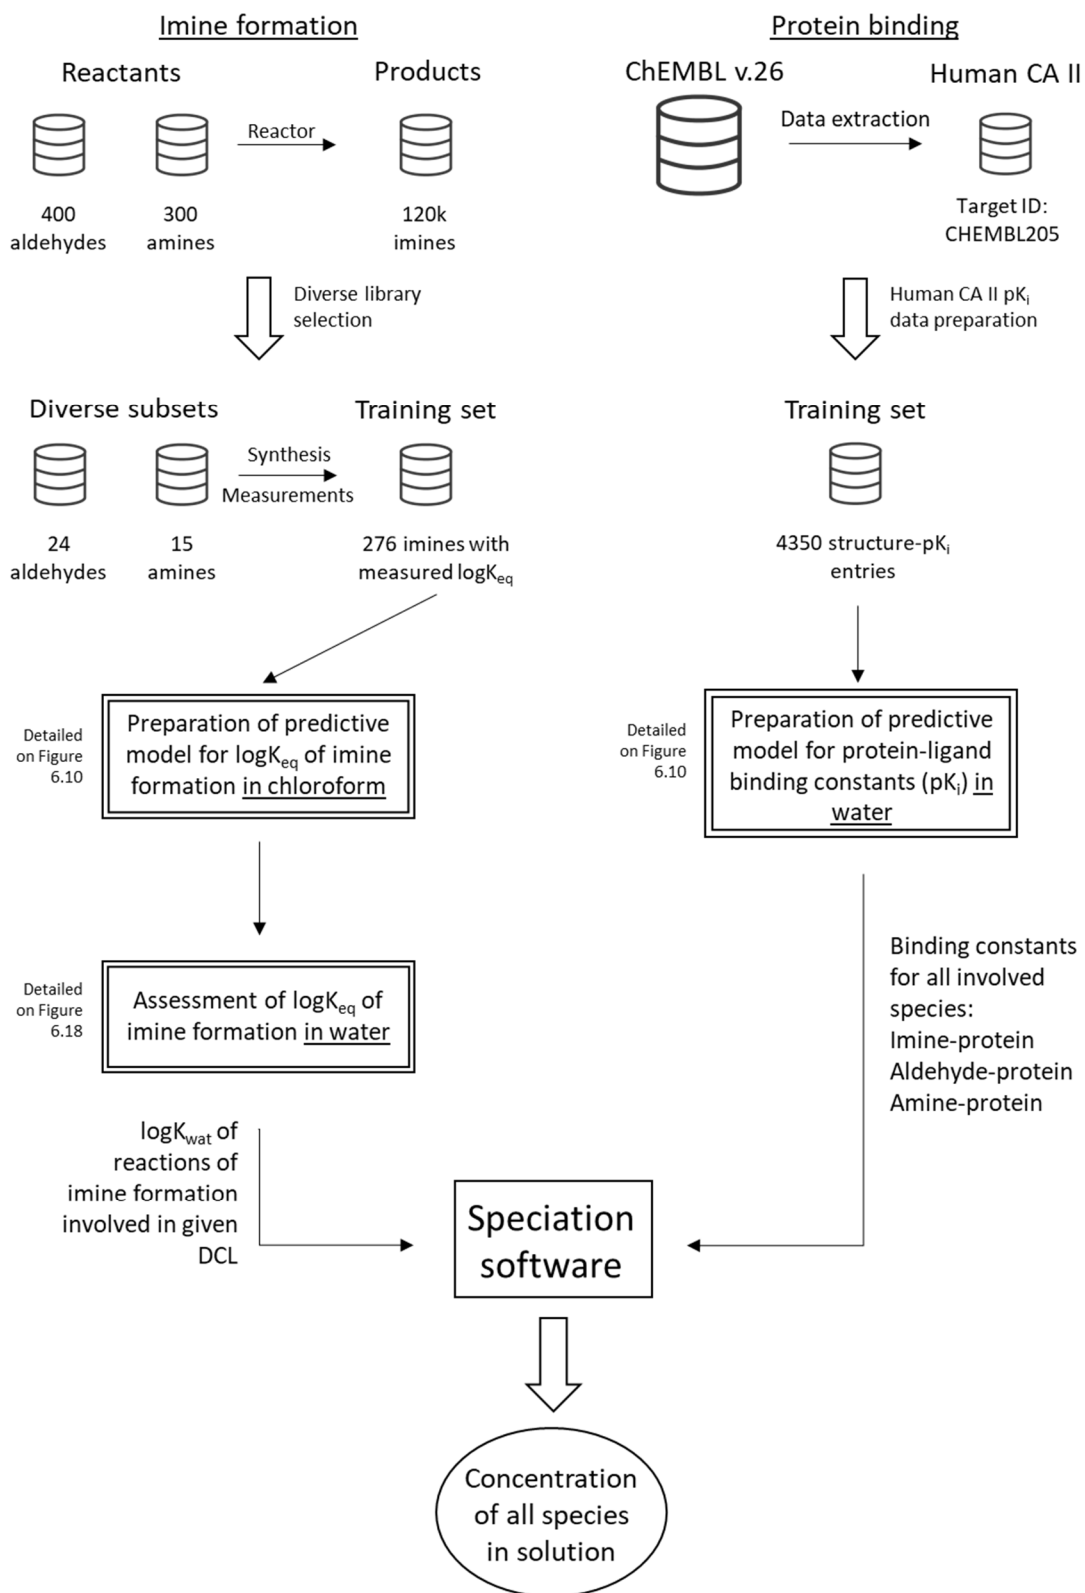 Imine formation
Reactants
Products
Reactor
400
aldehydes
300
amines
120k
imines
Diverse library
selection
Diverse subsets
Training set
Synthesis
Measurements
24
aldehydes
15
amines
276 imines with
measured logKeq
Detailed
on Figure
6.10
Preparation of predictive
model for logKeq of imine
formation in chloroform
Detailed
on Figure
6.18
Assessment of logKeq of
imine formation in water
logKwat of
reactions of
imine formation
involved in given
DCL
Protein binding
ChEMBL v.26
Human CA II
Data extraction
Target ID:
CHEMBL205
Human CA II pKi
data preparation
Training set
4350 structure-pKi
entries
Detailed
on Figure
6.10
Preparation of predictive
model for protein-ligand
binding constants (pKi) in
water
Binding constants
for all involved
species:
Imine-protein
Aldehyde-protein
Amine-protein
Speciation
software
Concentration
of all species
in solution